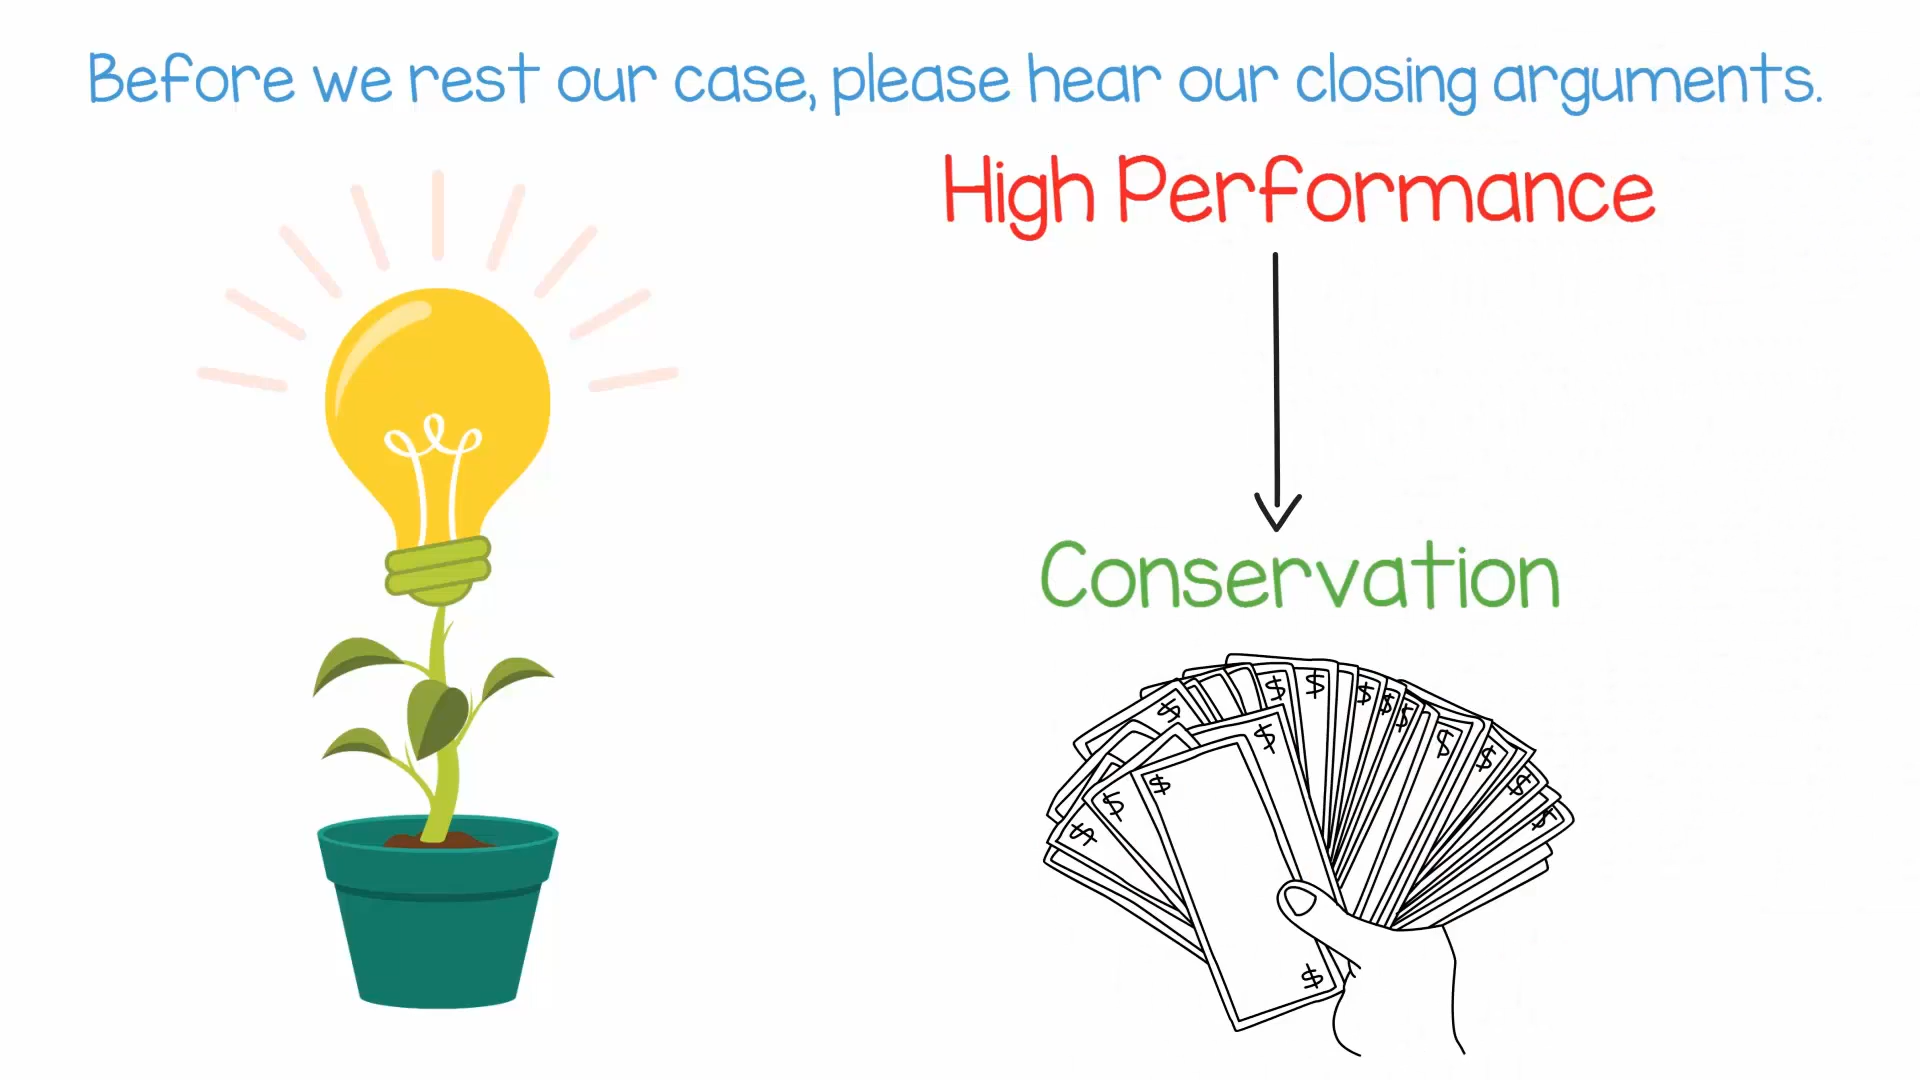 Before we rest our case, please hear our closing arguments.
High Performance
Conservation
$ $ $ $ $ $ $ $ $ $ $ $ $ $ $